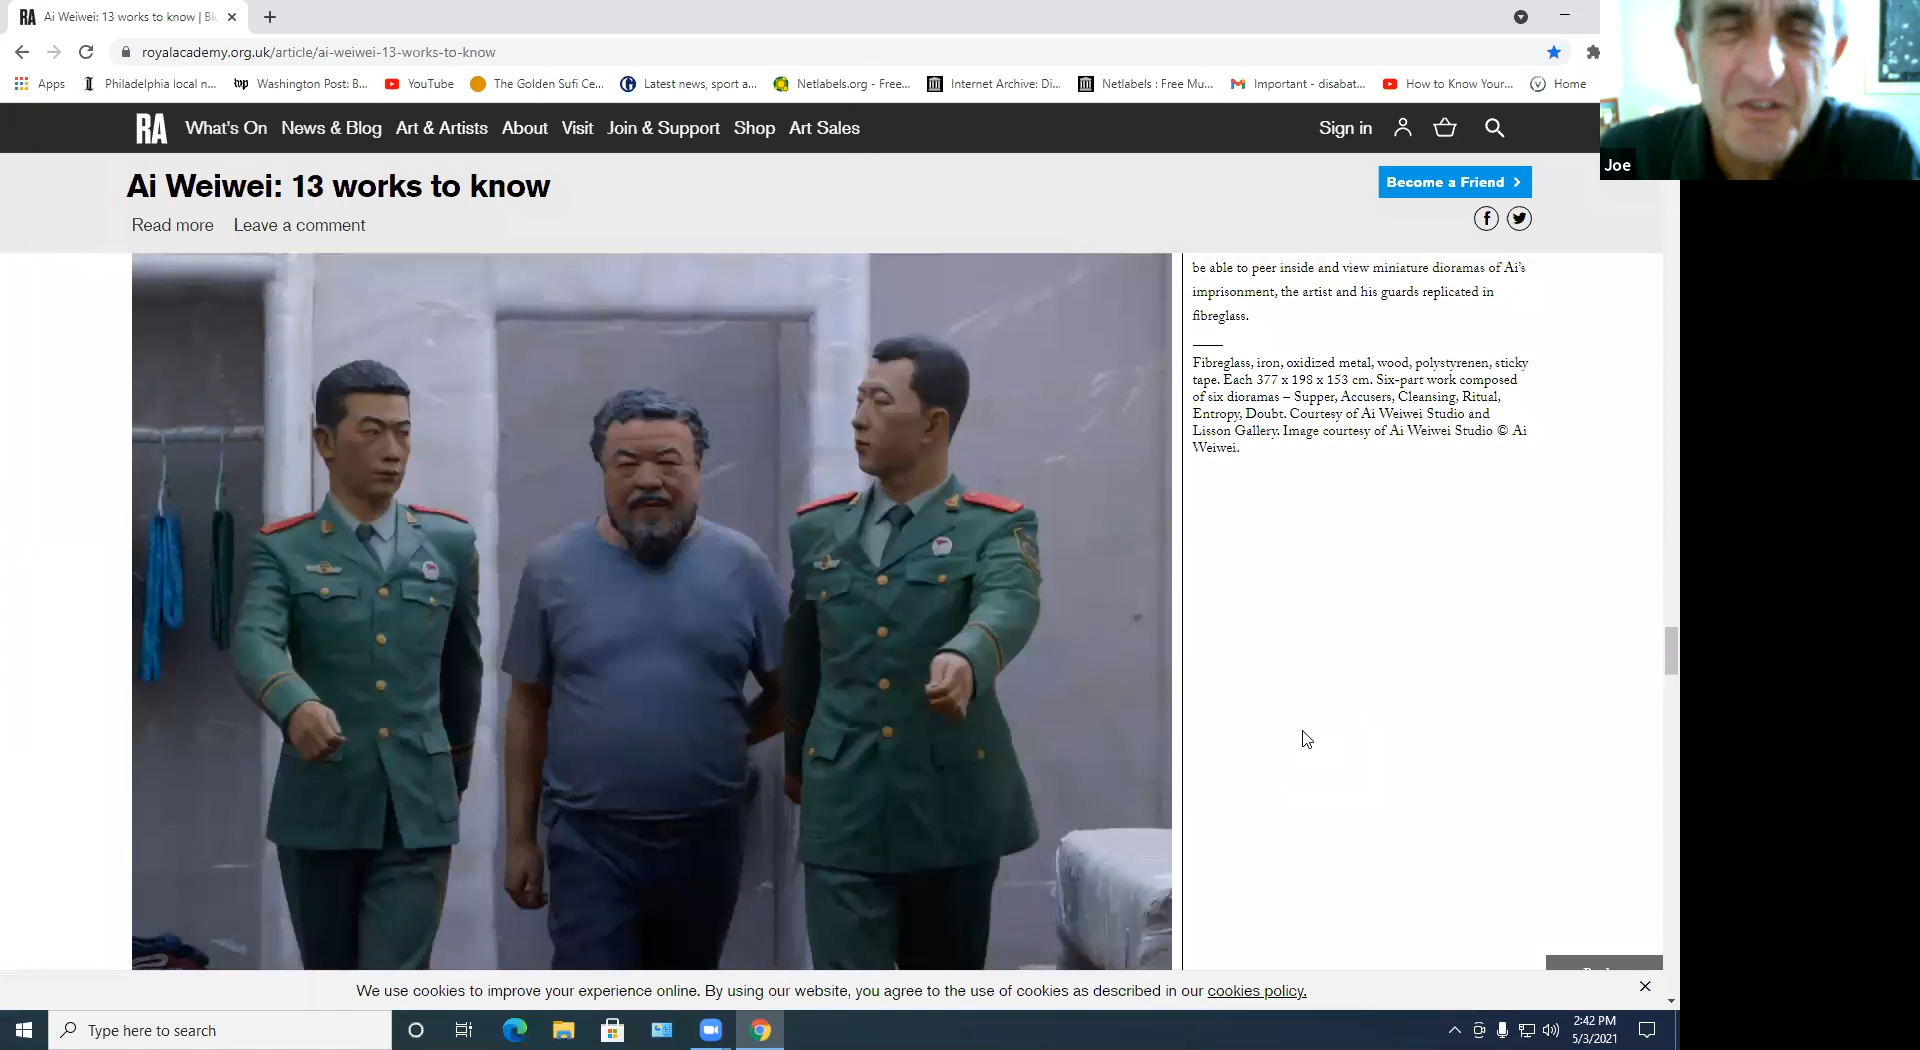 RA Ai Weiwei: 13 works to know | Bl
royalacademy.org.uk/article/ai-weiwei-13-works-to-know
Apps Philadelphia local n... wp Washington Post: B... YouTube The Golden Sufi Ce... Latest news, sport a... Netlabels.org - Free... Internet Archive: Di... Netlabels : Free Mu... Important - disabat... How to Know Your... Home
RA What's On News & Blog Art & Artists About Visit Join & Support Shop Art Sales Sign in
Joe
Ai Weiwei: 13 works to know
Become a Friend
Read more Leave a comment
be able to peer inside and view miniature dioramas of Ai's
imprisonment, the artist and his guards replicated in
fibreglass.
Fibreglass, iron, oxidized metal, wood, polystyrenen, sticky
tape. Each 377 x 198 x 153 cm. Six-part work composed
of six dioramas – Supper, Accusers, Cleansing, Ritual,
Entropy, Doubt. Courtesy of Ai Weiwei Studio and
Lisson Gallery. Image courtesy of Ai Weiwei Studio © Ai
Weiwei.
We use cookies to improve your experience online. By using our website, you agree to the use of cookies as described in our cookies policy.
Type here to search
2:42 PM
5/3/2021